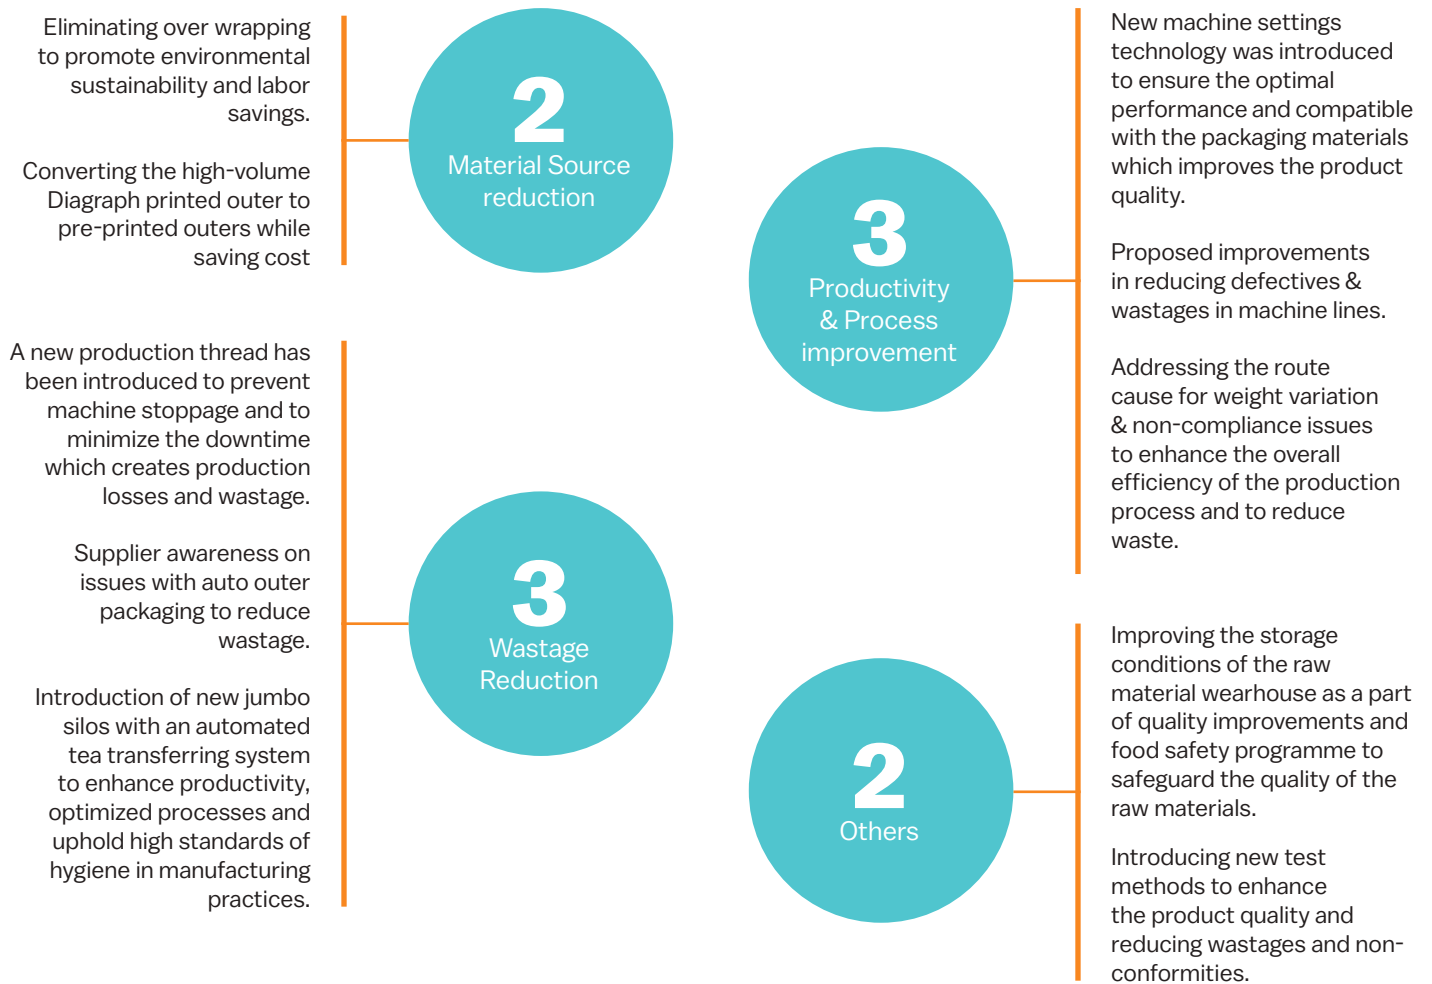 Eliminating over wrapping
to promote environmental
sustainability and labor
savings.
Converting the high-volume
Diagraph printed outer to
pre-printed outers while
saving cost
2
Material Source
reduction
New machine settings
technology was introduced
to ensure the optimal
performance and compatible
with the packaging materials
which improves the product
quality.
Proposed improvements
in reducing defectives &
wastages in machine lines.
Addressing the route
cause for weight variation
& non-compliance issues
to enhance the overall
efficiency of the production
process and to reduce
waste.
3
Productivity
& Process
improvement
A new production thread has
been introduced to prevent
machine stoppage and to
minimize the downtime
which creates production
losses and wastage.
Supplier awareness on
issues with auto outer
packaging to reduce
wastage.
Introduction of new jumbo
silos with an automated
tea transferring system
to enhance productivity,
optimized processes and
uphold high standards of
hygiene in manufacturing
practices.
3
Wastage
Reduction
2
Others
Improving the storage
conditions of the raw
material wearhouse as a part
of quality improvements and
food safety programme to
safeguard the quality of the
raw materials.
Introducing new test
methods to enhance
the product quality and
reducing wastages and non-
conformities.